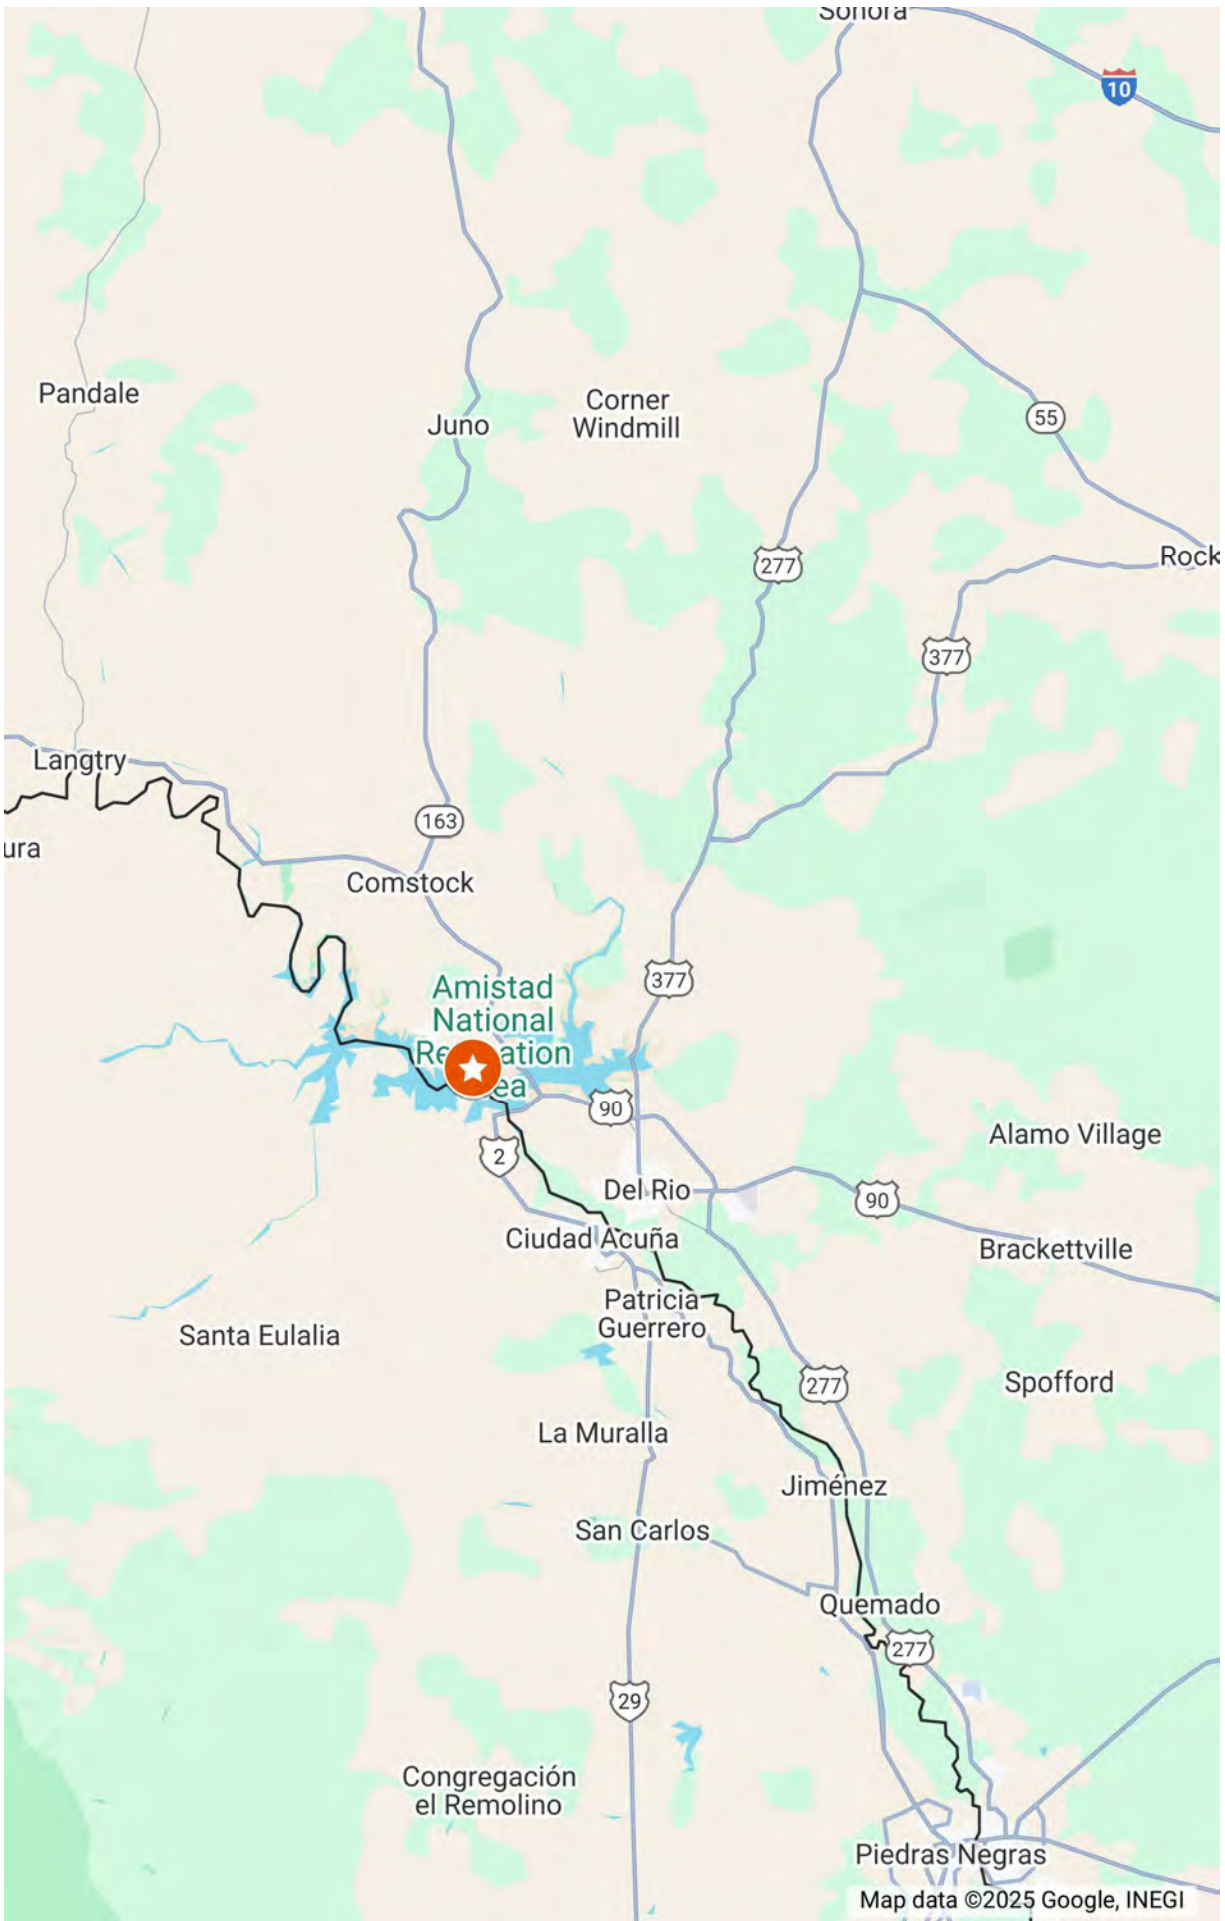 Sonora
10
Pandale
Corner
Windmill
Juno
55
277
Rock
377
Langtry
163
ura
Comstock
377
Amistad
National
Re ation
ea
90
2
Alamo Village
Del Rio
90
Ciudad Acuña
Brackettville
Patricia
Guerrero
Santa Eulalia
277
Spofford
La Muralla
Jiménez
San Carlos
Quemado
277
29
Congregación
el Remolino
Piedras Negras
Map data ©2025 Google, INEGI